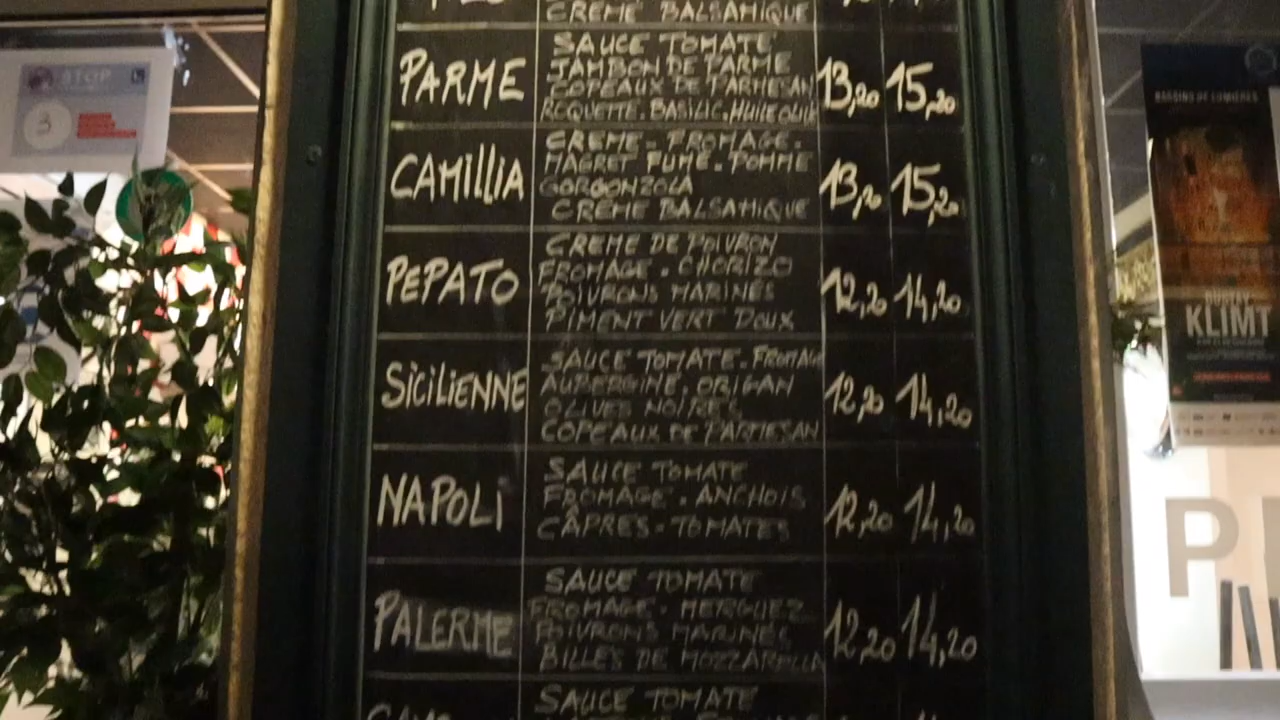 CREME BALSAMIQUE
PARME
SAUCE TOMATE
JAMBON DE PARME
COPEAUX DE PARMESAN
ROQUETTE. BASILIC. HUILE OLIVE
13,20 15,20
CAMILLIA
CREME - FROMAGE -
MAGRET FUMÉ. POMME
GORGONZOLA
CREME BALSAMIQUE
13,20 15,20
PEPATO
CREME DE POIVRON
FROMAGE . CHORIZO
POIVRONS MARINÉS
PIMENT VERT DOUX
12,20 14,20
SICILIENNE
SAUCE TOMATE. FROMAGE
AUBERGINE. ORIGAN
OLIVES NOIRES
COPEAUX DE PARMESAN
12,20 14,20
NAPOLI
SAUCE TOMATE
FROMAGE . ANCHOIS
CÂPRES - TOMATES
12,20 14,20
PALERME
SAUCE TOMATE
FROMAGE - MERGUEZ
POIVRONS MARINÉS
BILLES DE MOZZARELLA
12,20 14,20
SAUCE TOMATE
STOP
3
BASSINS DE LUMIÈRES
KLIMT
P